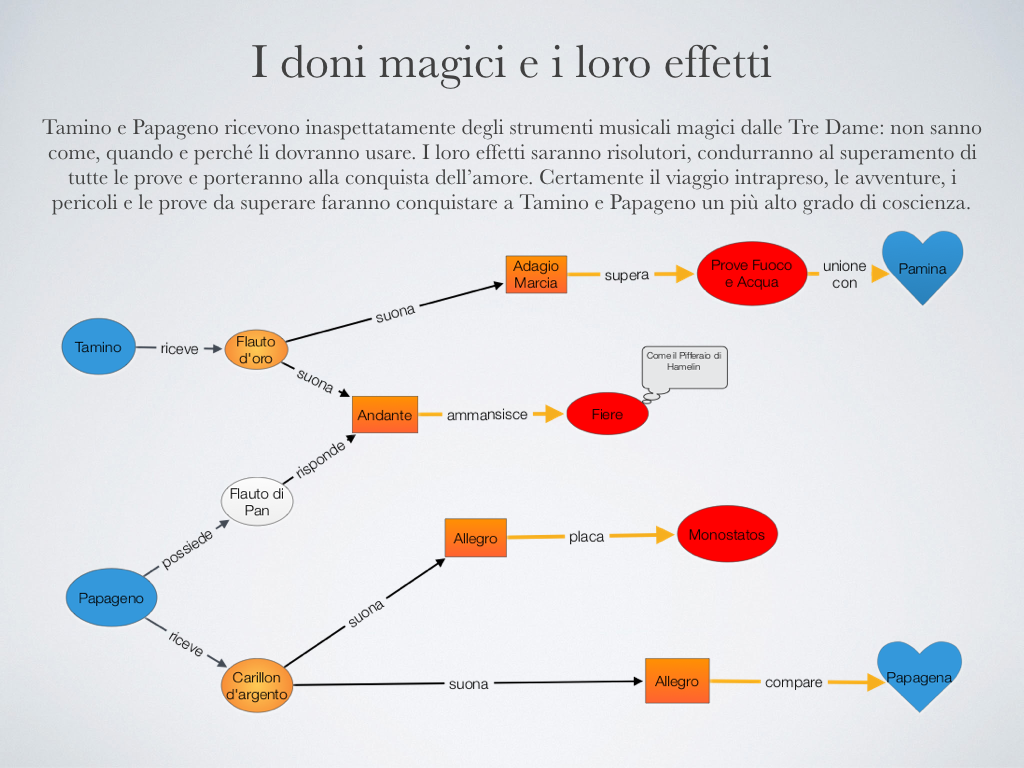 I doni magici e i loro effetti
Tamino e Papageno ricevono inaspettatamente degli strumenti musicali magici dalle Tre Dame: non sanno
come, quando e perché li dovranno usare. I loro effetti saranno risolutori, condurranno al superamento di
tutte le prove e porteranno alla conquista dell’amore. Certamente il viaggio intrapreso, le avventure, i
pericoli e le prove da superare faranno conquistare a Tamino e Papageno un più alto grado di coscienza.
Adagio
Marcia
supera
Prove Fuoco
e Acqua
unione
con
Pamina
suona
Tamino
riceve
Flauto
d'oro
Come il Pifferaio di
Hamelin
suona
Andante
ammansisce
Fiere
risponde
Flauto di
Pan
possiede
Allegro
placa
Monostatos
Papageno
suona
riceve
Carillon
d'argento
suona
Allegro
compare
Papagena